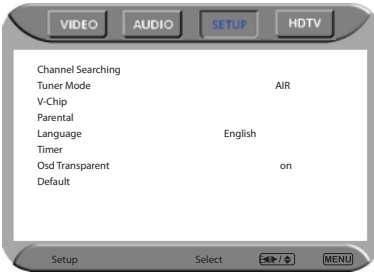 VIDEO AUDIO SETUP HDTV
Channel Searching
Tuner Mode AIR
V-Chip
Parental
Language English
Timer
Osd Transparent on
Default
Setup Select / MENU